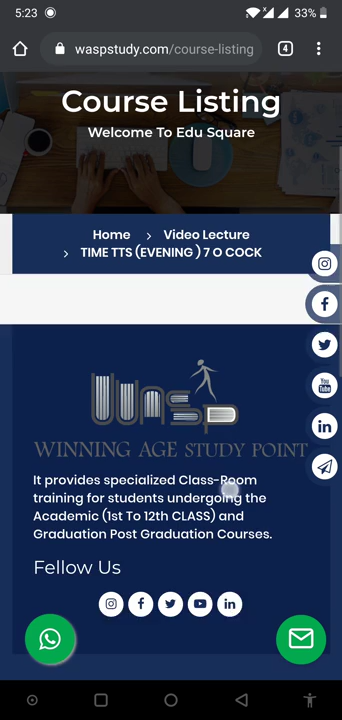 5:23
33%
waspstudy.com/course-listing
4
Course Listing
Welcome To Edu Square
Home > Video Lecture
> TIME TTS (EVENING ) 7 O COCK
Wasp
WINNING AGE STUDY POINT
It provides specialized Class-Room
training for students undergoing the
Academic (1st To 12th CLASS) and
Graduation Post Graduation Courses.
Fellow Us